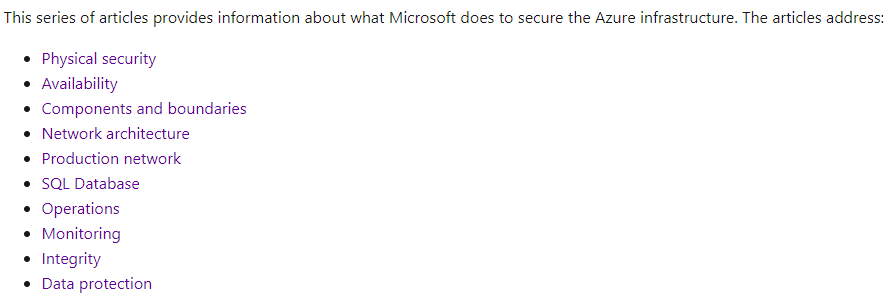 This series of articles provides information about what Microsoft does to secure the Azure infrastructure. The articles address:
• Physical security
• Availability
• Components and boundaries
• Network architecture
• Production network
• SQL Database
• Operations
• Monitoring
• Integrity
• Data protection